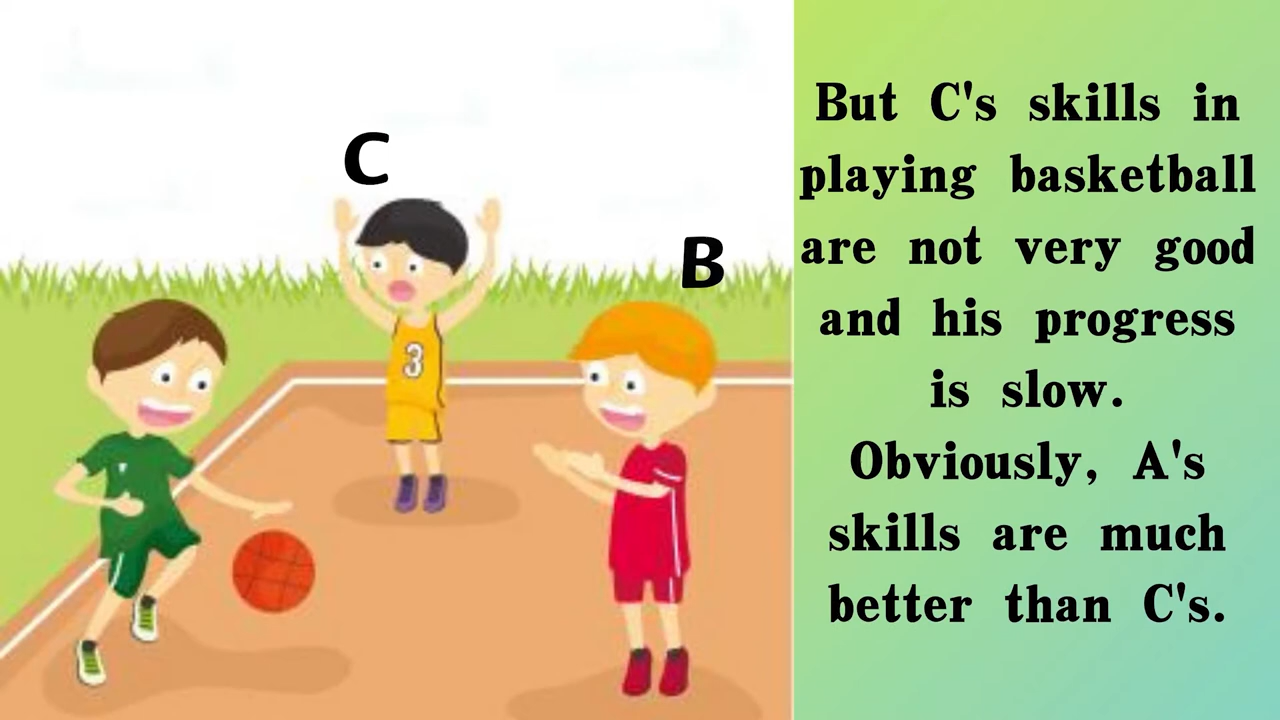 C
B
3
But C's skills in
playing basketball
are not very good
and his progress
is slow.
Obviously, A's
skills are much
better than C's.